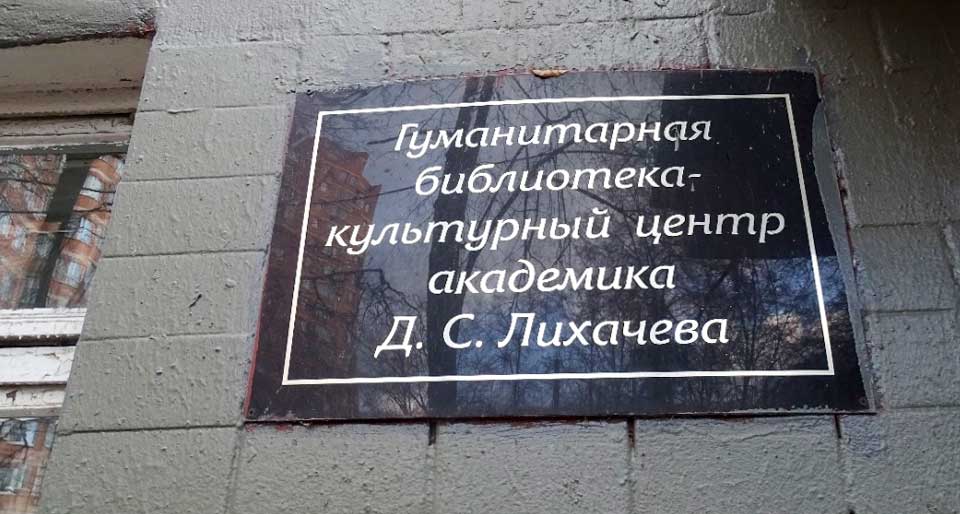 Гуманитарная
библиотека-
культурный центр
академика
Д. С. Лихачева